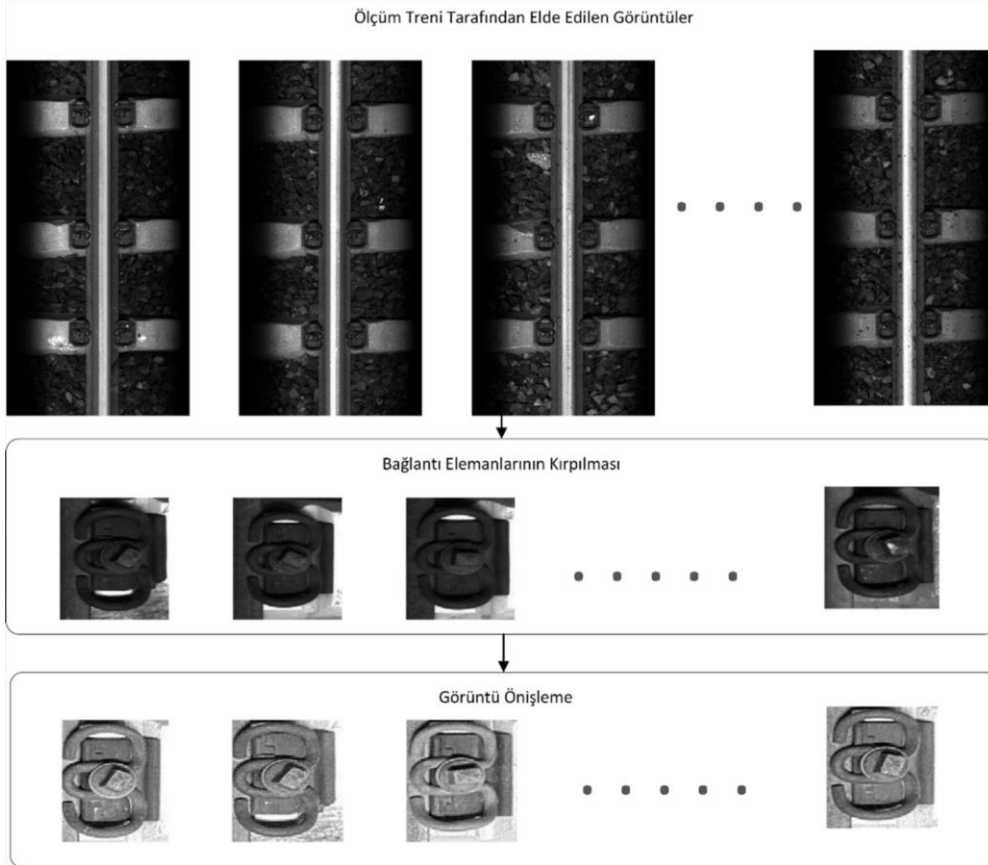 Ölçüm Treni Tarafından Elde Edilen Görüntüler
Bağlantı Elemanlarının Kırpılması
Görüntü Önişleme